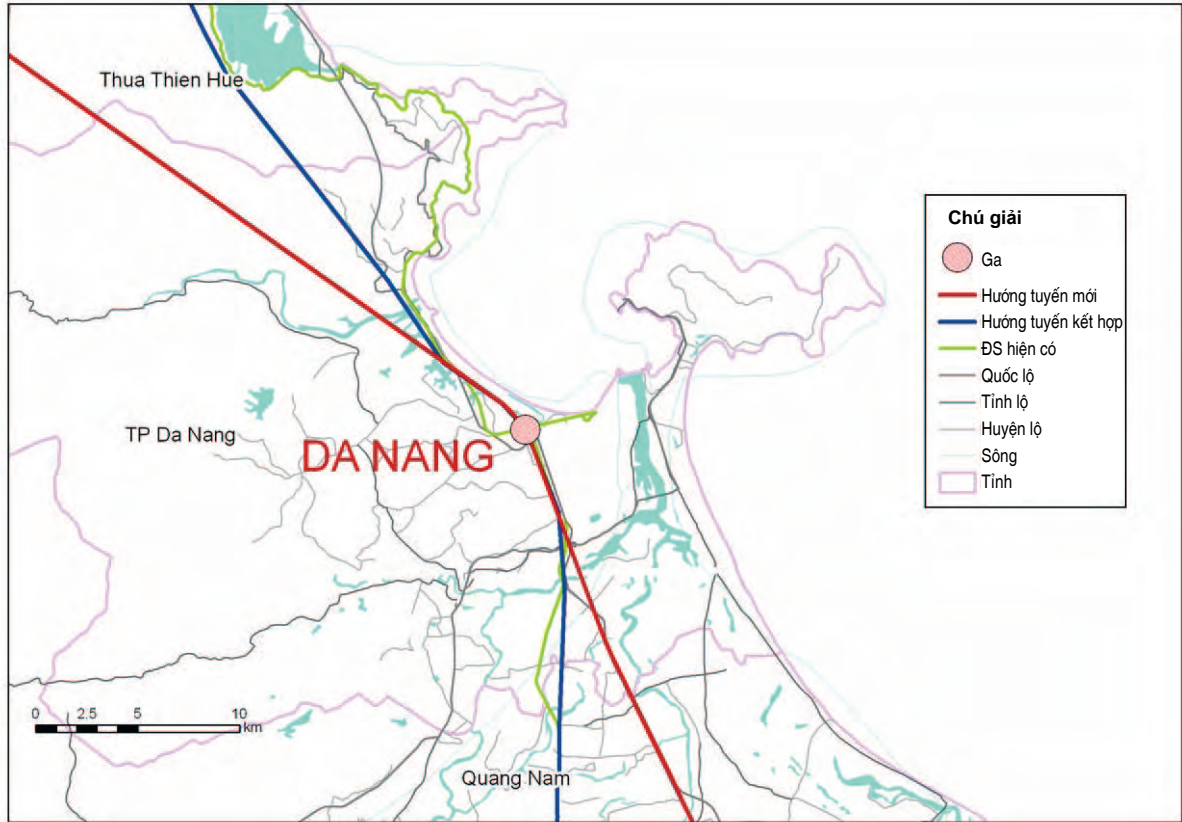 Thua Thien Hue
TP Da Nang
DA NANG
Quang Nam
0 2.5 5 10
km
Chú giải
Ga
Hướng tuyến mới
Hướng tuyến kết hợp
ĐS hiện có
Quốc lộ
Tỉnh lộ
Huyện lộ
Sông
Tỉnh